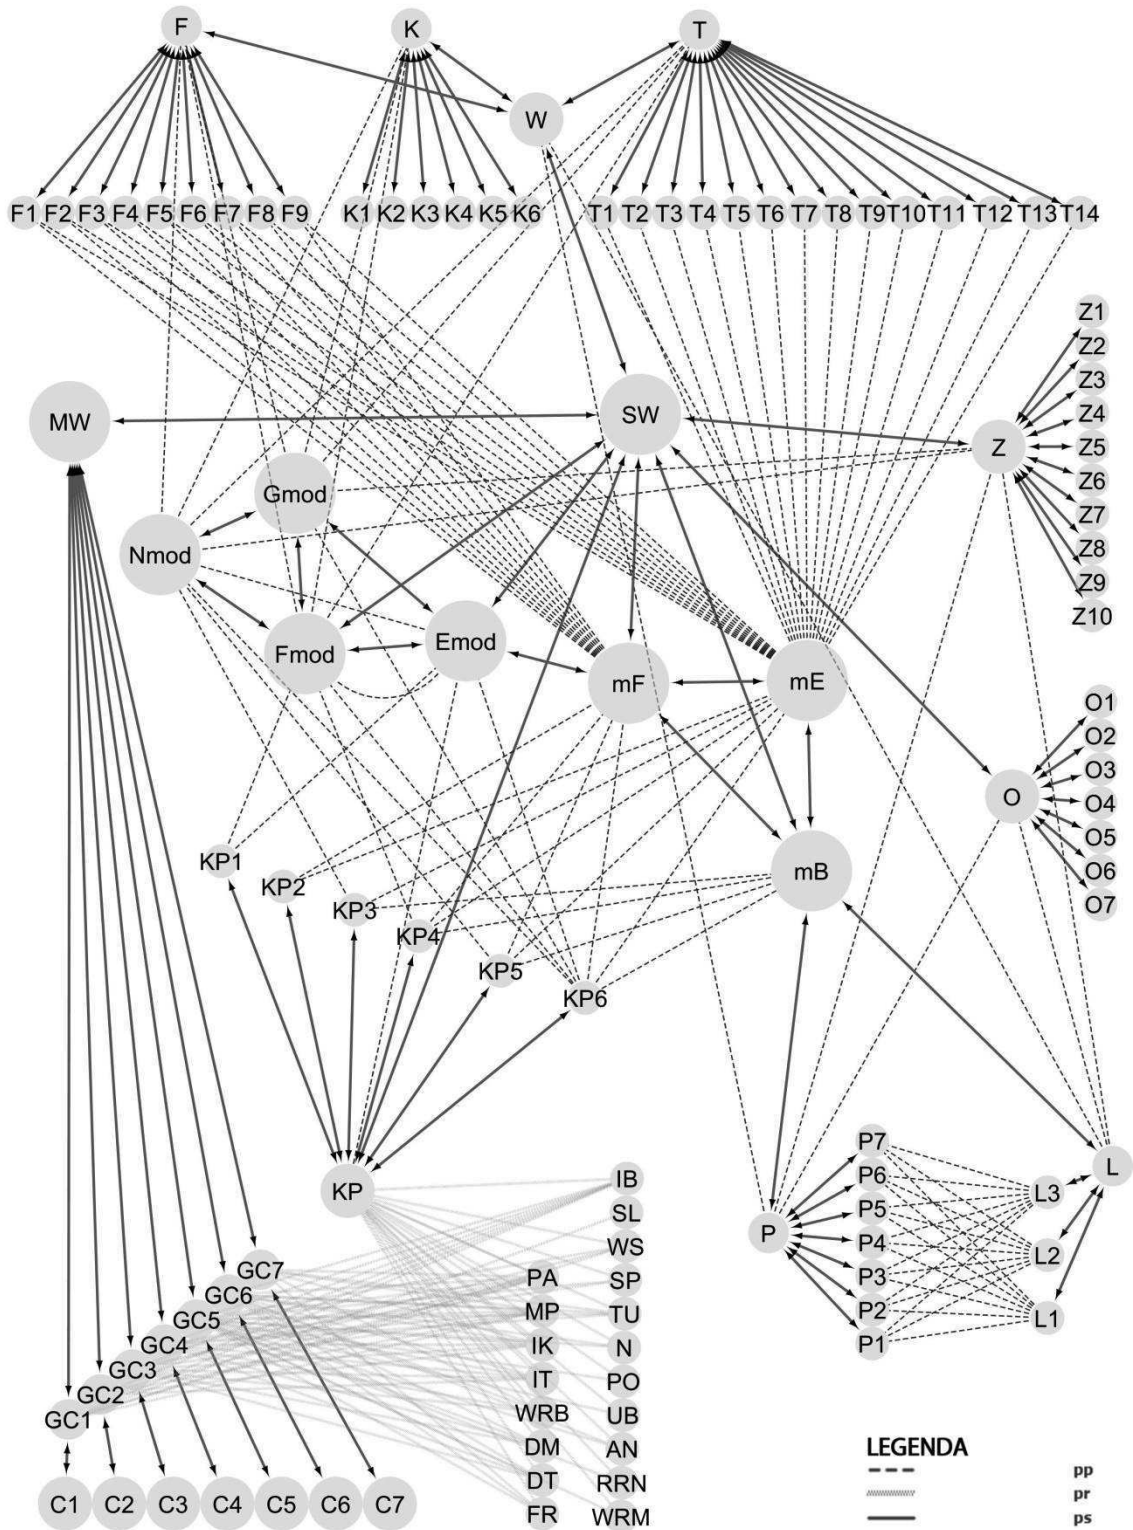 F K T
W
F1 F2 F3 F4 F5 F6 F7 F8 F9 K1 K2 K3 K4 K5 K6 T1 T2 T3 T4 T5 T6 T7 T8 T9 T10 T11 T12 T13 T14
Z1
Z2
Z3
Z4
Z5
Z6
Z7
Z8
Z9
Z10
MW SW Z
Gmod
Nmod
Fmod Emod mF mE
O1
O2
O3
O4
O5
O6
O7
O
mB
KP1
KP2
KP3
KP4
KP5
KP6
KP
P
P7
P6
P5
P4
P3
P2
P1
L3
L2
L1
L
IB
SL
WS
SP
TU
N
PO
UB
AN
RRN
WRM
PA
MP
IK
IT
WRB
DM
DT
FR
GC7
GC6
GC5
GC4
GC3
GC2
GC1
C1 C2 C3 C4 C5 C6 C7
LEGENDA
pp
pr
ps